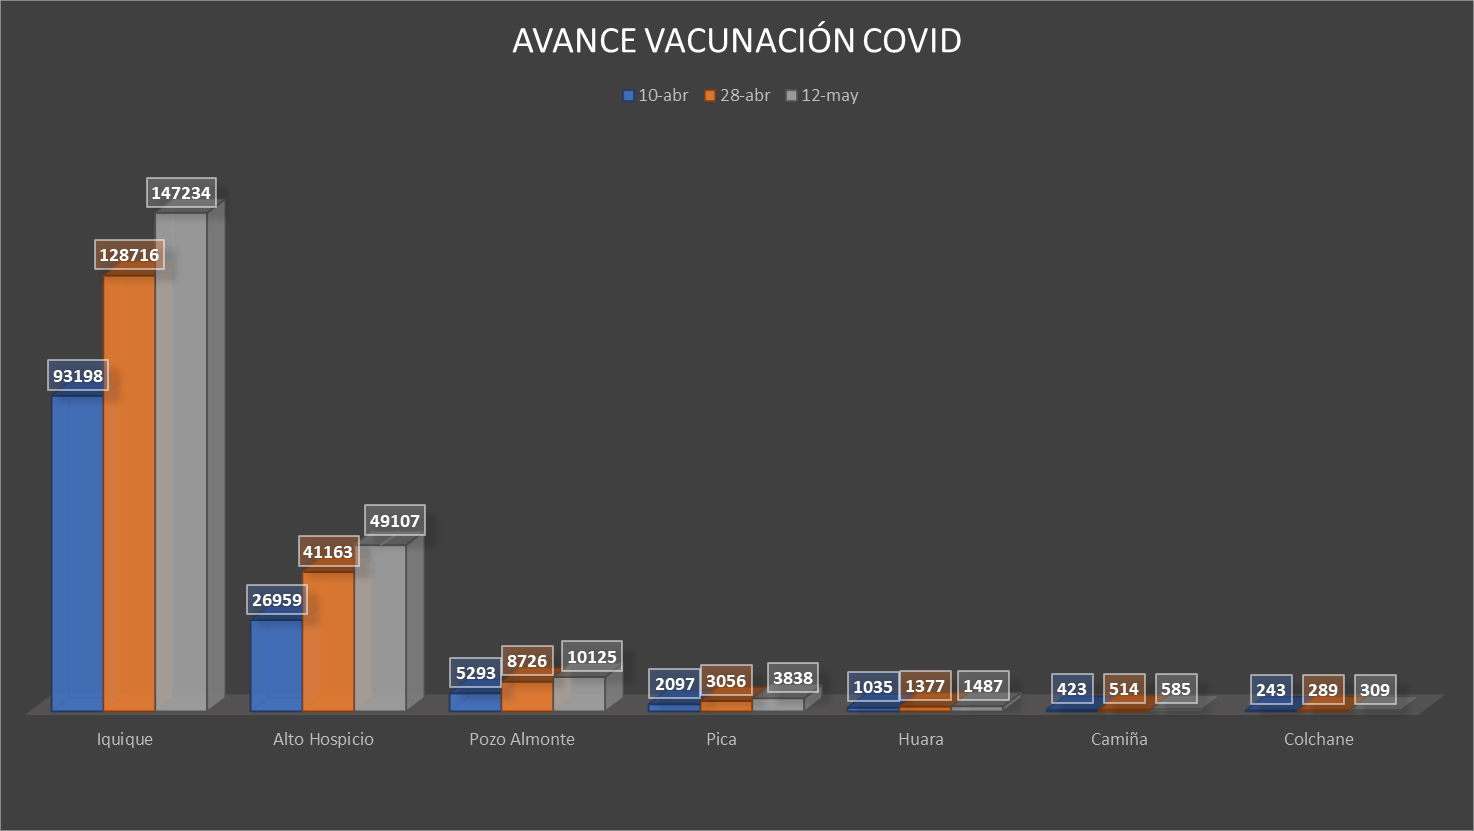 AVANCE VACUNACIÓN COVID
10-abr 28-abr 12-may
147234
128716
93198
49107
41163
26959
5293 8726 10125
2097 3056 3838
1035 1377 1487
423 514 585
243 289 309
Iquique Alto Hospicio Pozo Almonte Pica Huara Camiña Colchane